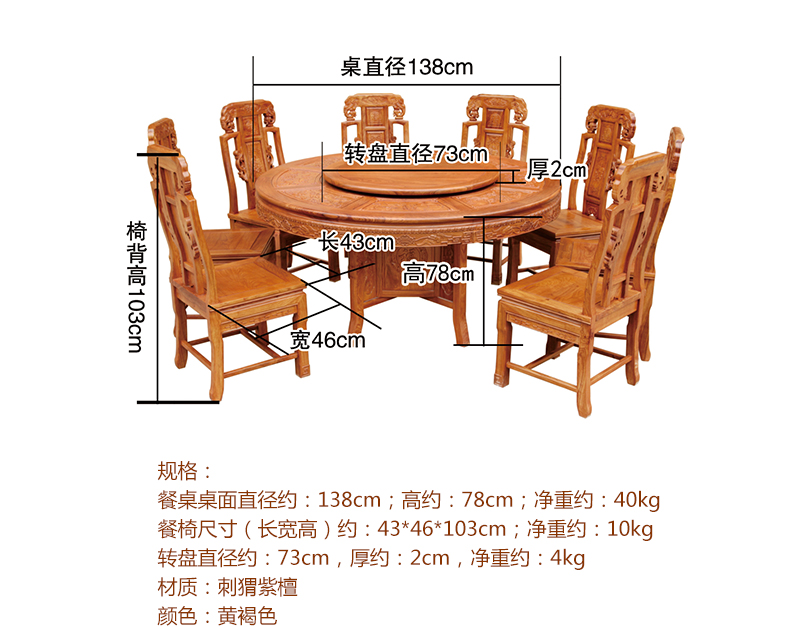 桌直径138cm
转盘直径73cm
厚2cm
椅背高103cm
长43cm
高78cm
宽46cm
规格：
餐桌桌面直径约：138cm；高约：78cm；净重约：40kg
餐椅尺寸（长宽高）约：43*46*103cm；净重约：10kg
转盘直径约：73cm，厚约：2cm，净重约：4kg
材质：刺猬紫檀
颜色：黄褐色